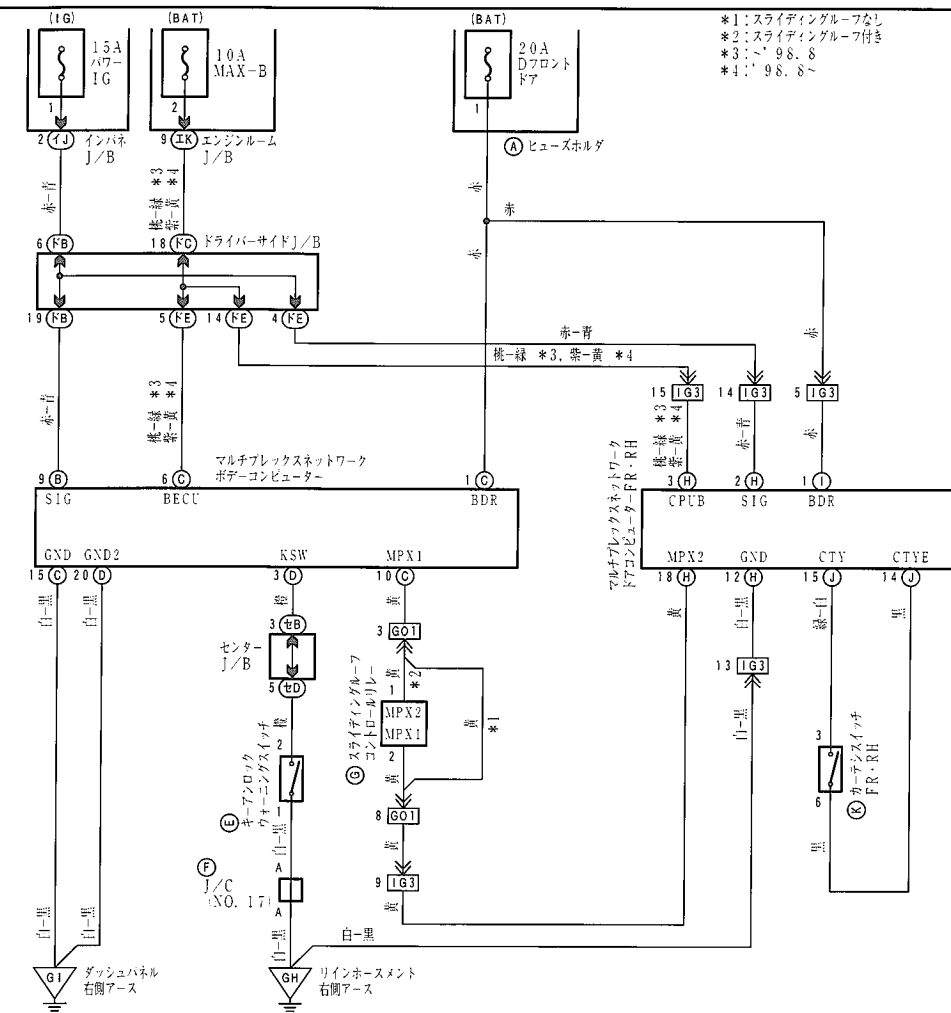 (IG)
(BAT)
(BAT)
*1:スライディングルーフなし
*2:スライディングルーフ付き
*3:~'98.8
*4:'98.8~
15A
パワー
IG
10A
MAX-B
20A
Dフロント
ドア
1
2
1
2 イJ インパネ
J/B
9 エK エンジンルーム
J/B
A ヒューズホルダ
赤-青
桃-緑 *3
紫-黄 *4
赤
赤
赤
赤
6 ドB
18 ドC ドライバーサイドJ/B
19 ドB
5 ドE
14 ドE
4 ドE
赤-青
桃-緑 *3, 紫-黄 *4
15 IG3
14 IG3
5 IG3
赤-青
桃-緑 *3
紫-黄 *4
桃-緑 *3
紫-黄 *4
赤-青
赤
マルチプレックスネットワーク
ボデーコンピューター
マルチプレックスネットワーク
ドアコンピューターFR・RH
9 B
6 C
1 C
3 H
2 H
1 I
SIG
BECU
BDR
CPUB
SIG
BDR
GND
GND2
KSW
MPX1
MPX2
GND
CTY
CTYE
15 C
20 D
3 D
10 C
18 H
12 H
15 J
14 J
白-黒
白-黒
橙
黄
黄
白-黒
緑-白
黒
3 セB
センター
J/B
5 セD
3 GO1
黄
*2
1
MPX2
MPX1
2
黄
*1
G スライディングルーフ
コントロールリレー
黄
8 GO1
黄
9 IG3
黄
13 IG3
白-黒
橙
2
1
E キーアンロック
ウォーニングスイッチ
白-黒
F
J/C
(NO. 17)
A
A
白-黒
3
6
K カーテシスイッチ
FR・RH
黒
白-黒
白-黒
白-黒
GI ダッシュパネル
右側アース
GH リインホースメント
右側アース